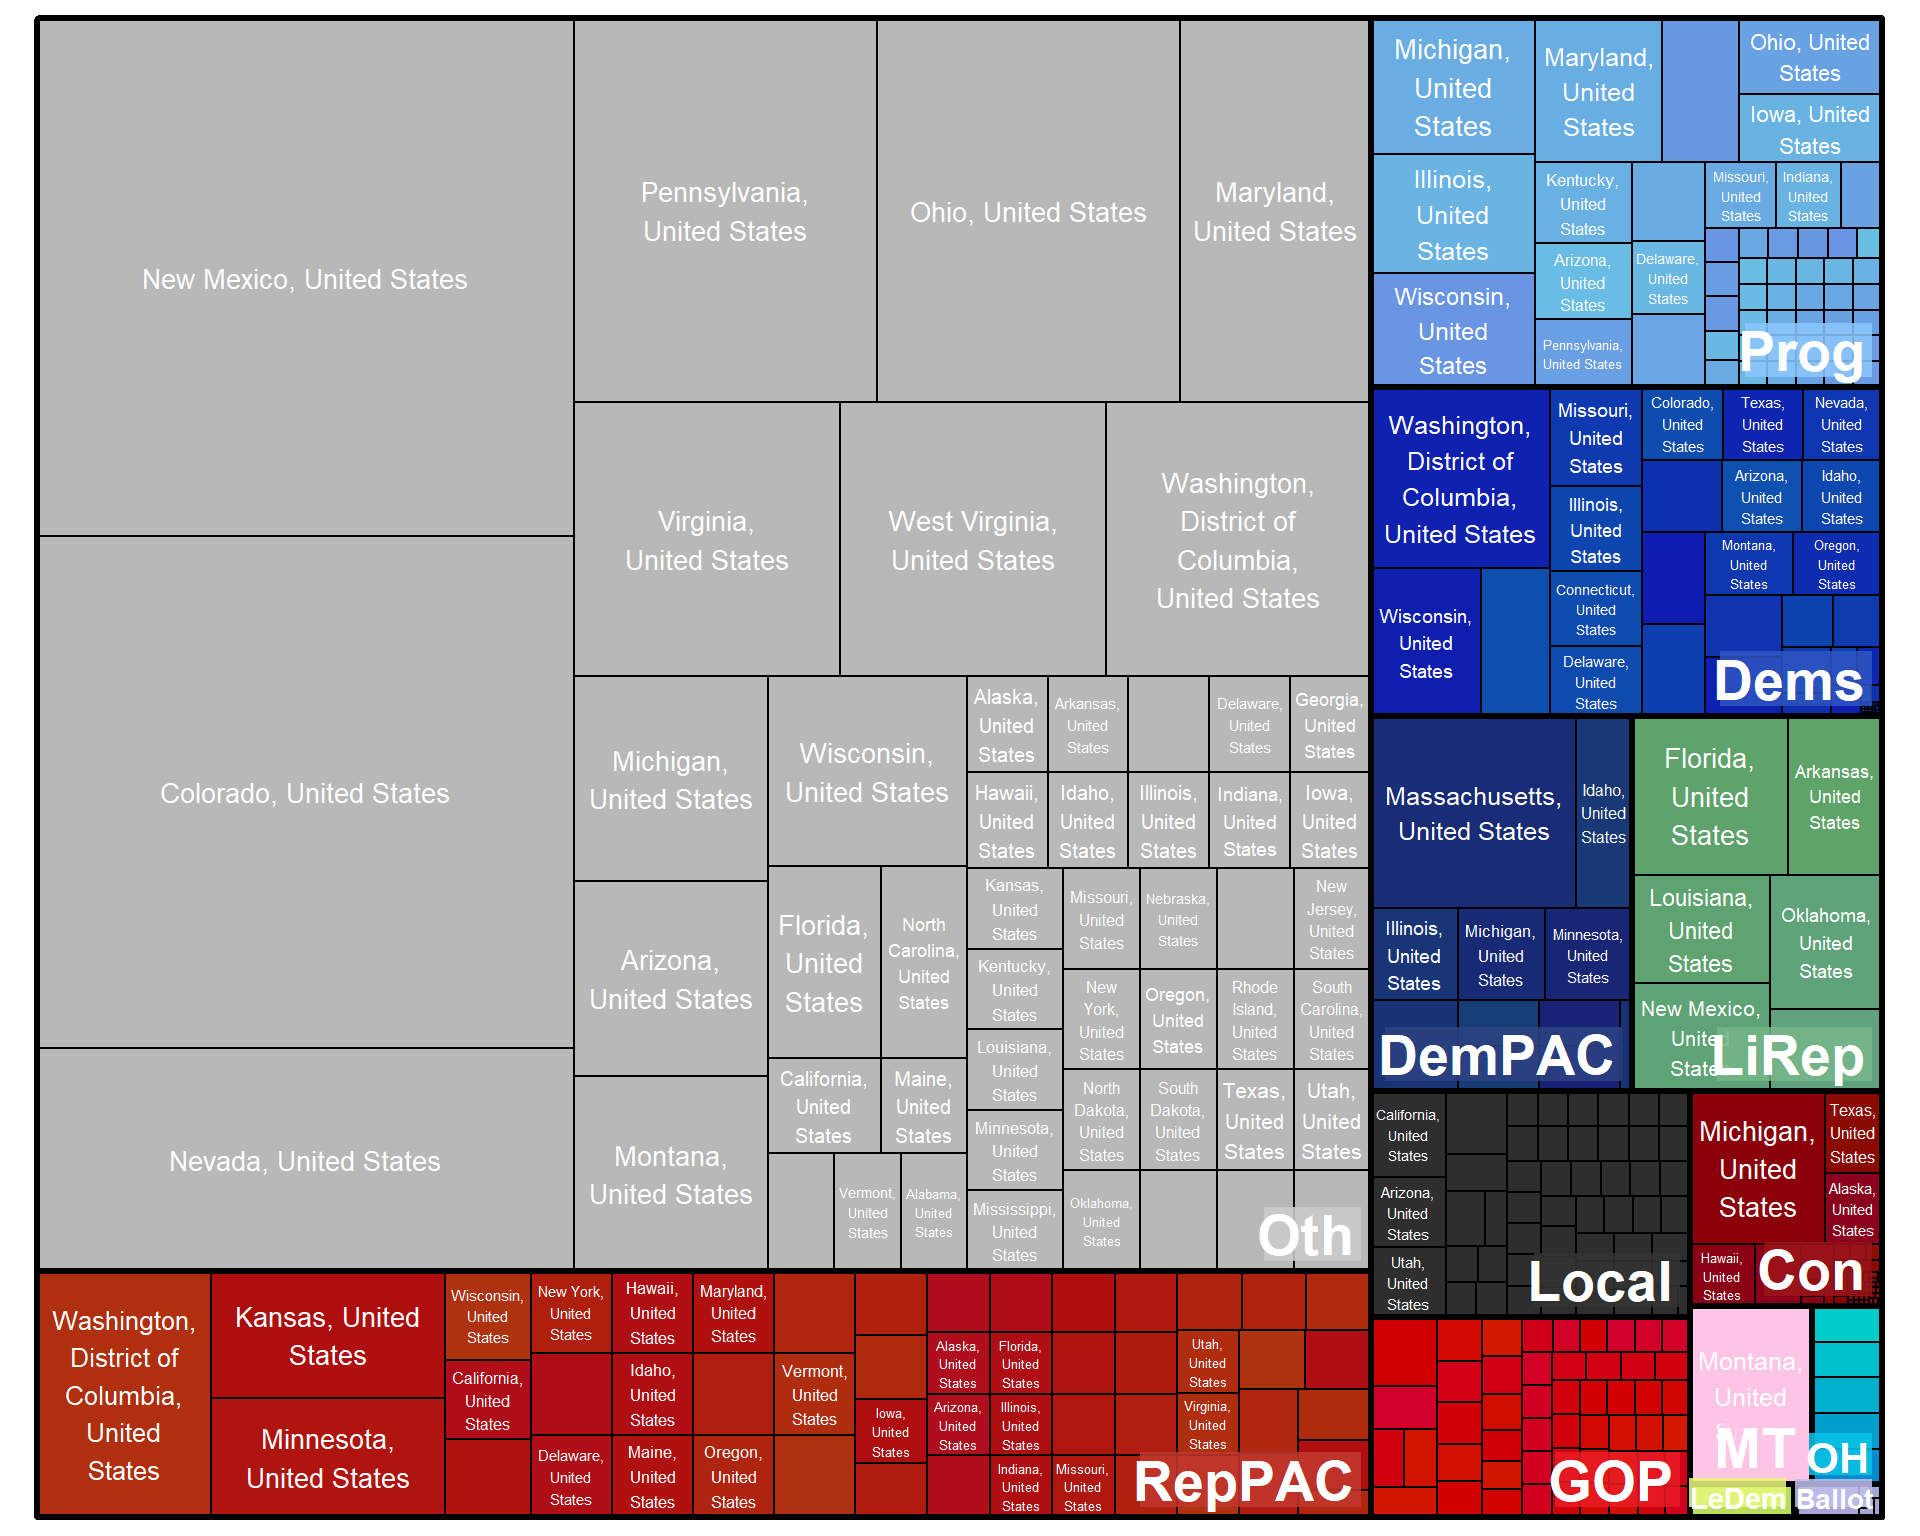 New Mexico, United States
Colorado, United States
Nevada, United States
Pennsylvania,
United States
Ohio, United States
Maryland,
United States
Virginia,
United States
West Virginia,
United States
Washington,
District of
Columbia,
United States
Michigan,
United States
Arizona,
United States
Montana,
United States
Wisconsin,
United States
Florida,
United
States
North
Carolina,
United
States
California,
United
States
Maine,
United
States
Vermont,
United
States
Alabama,
United
States
Alaska,
United
States
Arkansas,
United
States
Delaware,
United
States
Georgia,
United
States
Hawaii,
United
States
Idaho,
United
States
Illinois,
United
States
Indiana,
United
States
Iowa,
United
States
Kansas,
United
States
Kentucky,
United
States
Louisiana,
United
States
Minnesota,
United
States
Mississippi,
United
States
Missouri,
United
States
Nebraska,
United
States
New
Jersey,
United
States
New
York,
United
States
Oregon,
United
States
Rhode
Island,
United
States
South
Carolina,
United
States
North
Dakota,
United
States
South
Dakota,
United
States
Texas,
United
States
Utah,
United
States
Oklahoma,
United
States
Oth
Washington,
District of
Columbia,
United
States
Kansas, United
States
Minnesota,
United States
Wisconsin,
United
States
California,
United
States
New York,
United
States
Delaware,
United
States
Hawaii,
United
States
Idaho,
United
States
Maine,
United
States
Maryland,
United
States
Oregon,
United
States
Vermont,
United
States
Iowa,
United
States
Alaska,
United
States
Arizona,
United
States
Florida,
United
States
Illinois,
United
States
Indiana,
United
States
Missouri,
United
States
Utah,
United
States
Virginia,
United
States
RepPAC
Michigan,
United
States
Illinois,
United
States
Wisconsin,
United
States
Maryland,
United
States
Ohio, United
States
Iowa, United
States
Kentucky,
United
States
Arizona,
United
States
Pennsylvania,
United States
Delaware,
United
States
Missouri,
United
States
Indiana,
United
States
Prog
Washington,
District of
Columbia,
United States
Wisconsin,
United
States
Missouri,
United
States
Illinois,
United
States
Connecticut,
United
States
Delaware,
United
States
Colorado,
United
States
Texas,
United
States
Nevada,
United
States
Arizona,
United
States
Idaho,
United
States
Montana,
United
States
Oregon,
United
States
Dems
Massachusetts,
United States
Idaho,
United
States
Illinois,
United
States
Michigan,
United
States
Minnesota,
United
States
DemPAC
Florida,
United
States
Arkansas,
United
States
Louisiana,
United
States
Oklahoma,
United
States
New Mexico,
United
States
LiRep
California,
United
States
Arizona,
United
States
Utah,
United
States
Local
Michigan,
United
States
Texas,
United
States
Alaska,
United
States
Hawaii,
United
States
Con
GOP
Montana,
United
MT
OH
LeDem
Ballot